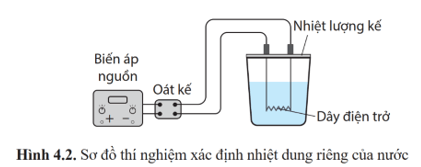 Nhiệt lượng kế
Biến áp
nguồn
Oát kế
+ −
Dây điện trở
Hình 4.2. Sơ đồ thí nghiệm xác định nhiệt dung riêng của nước